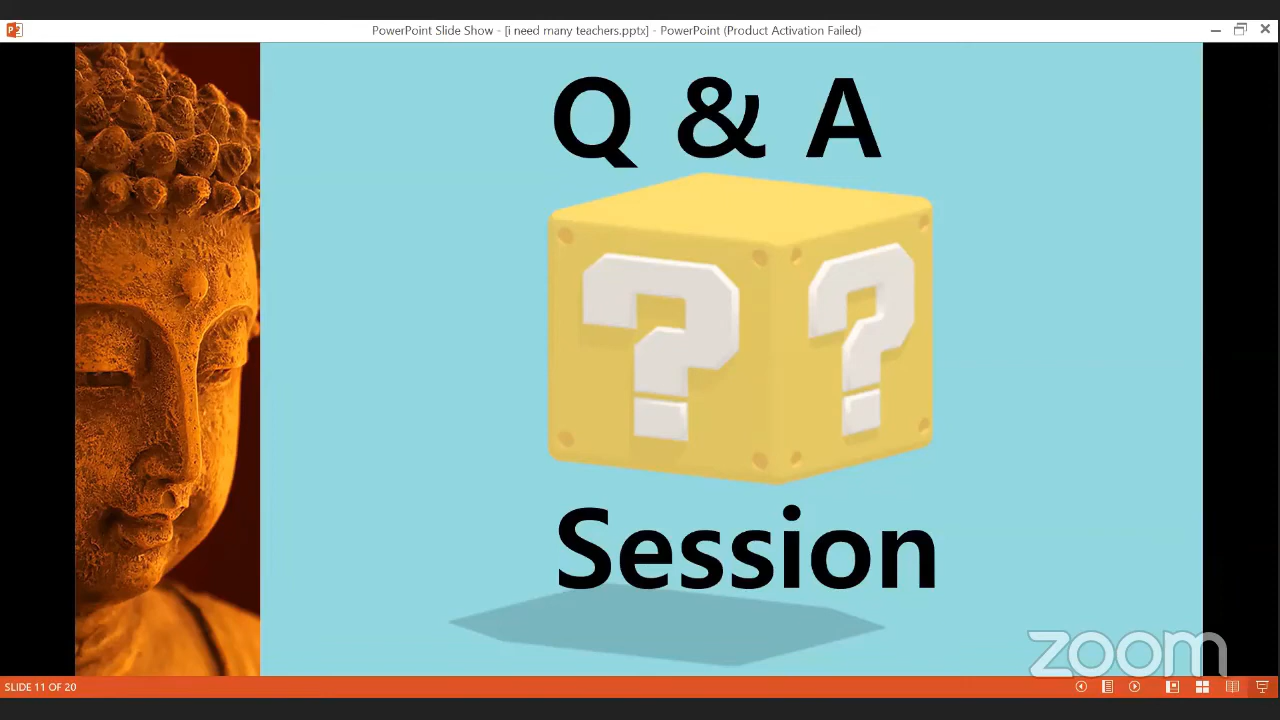 PowerPoint Slide Show - [i need many teachers.pptx] - PowerPoint (Product Activation Failed)
Q & A
? ?
Session
zoom
SLIDE 11 OF 20